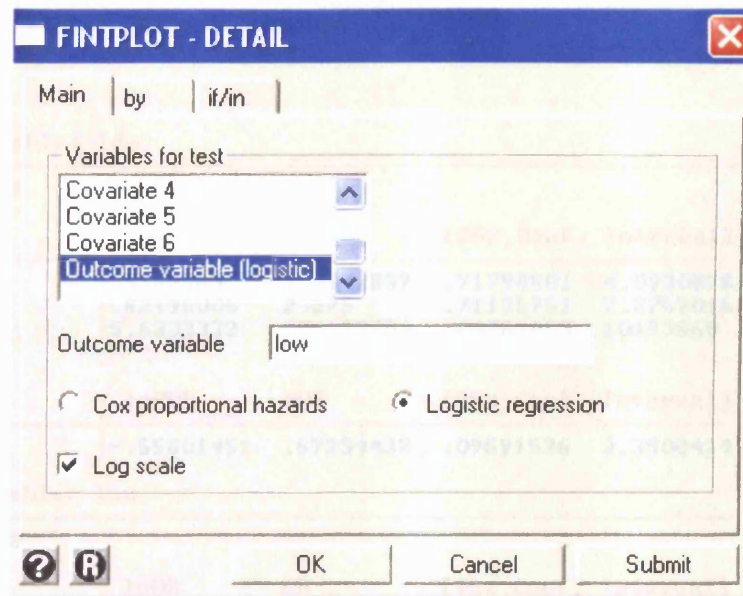 FINTPLOT - DETAIL
Main by if/in
Variables for test
Covariate 4
Covariate 5
Covariate 6
Outcome variable (logistic)
Outcome variable low
Cox proportional hazards Logistic regression
Log scale
? R OK Cancel Submit